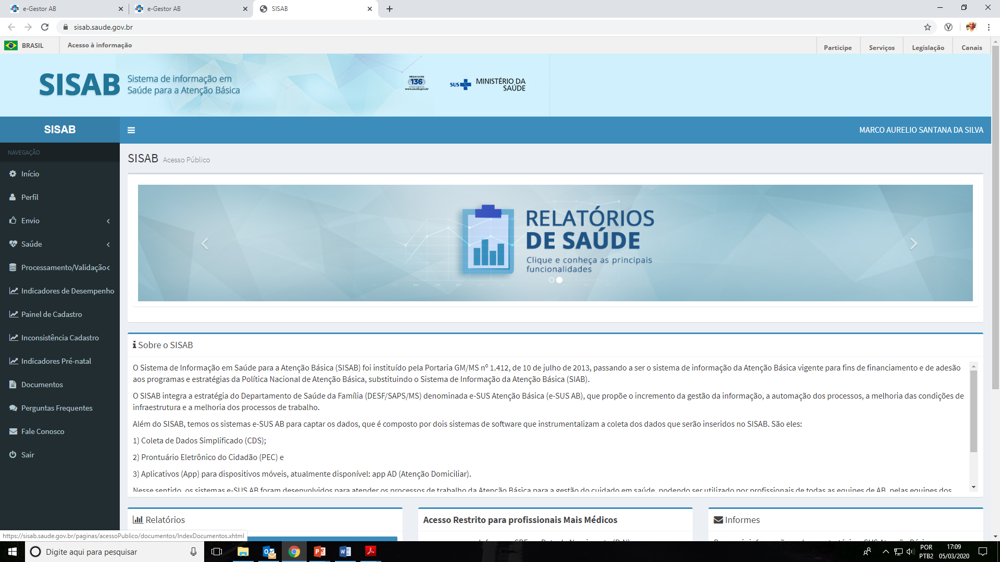 e-Gestor AB
e-Gestor AB
SISAB
sisab.saude.gov.br
BRASIL
Acesso à informação
Participe
Serviços
Legislação
Canais
SISAB
Sistema de informação em
Saúde para a Atenção Básica
DISQUE SAÚDE
136
www.saude.gov.br
SUS
MINISTÉRIO DA
SAÚDE
SISAB
MARCO AURELIO SANTANA DA SILVA
NAVEGAÇÃO
Início
Perfil
Envio
Saúde
Processamento/Validação
Indicadores de Desempenho
Painel de Cadastro
Inconsistência Cadastro
Indicadores Pré-natal
Documentos
Perguntas Frequentes
Fale Conosco
Sair
SISAB Acesso Público
RELATÓRIOS
DE SAÚDE
Clique e conheça as principais
funcionalidades
Sobre o SISAB
O Sistema de Informação em Saúde para a Atenção Básica (SISAB) foi instituído pela Portaria GM/MS nº 1.412, de 10 de julho de 2013, passando a ser o sistema de informação da Atenção Básica vigente para fins de financiamento e de adesão
aos programas e estratégias da Política Nacional de Atenção Básica, substituindo o Sistema de Informação da Atenção Básica (SIAB).
O SISAB integra a estratégia do Departamento de Saúde da Família (DESF/SAPS/MS) denominada e-SUS Atenção Básica (e-SUS AB), que propõe o incremento da gestão da informação, a automação dos processos, a melhoria das condições de
infraestrutura e a melhoria dos processos de trabalho.
Além do SISAB, temos os sistemas e-SUS AB para captar os dados, que é composto por dois sistemas de software que instrumentalizam a coleta dos dados que serão inseridos no SISAB. São eles:
1) Coleta de Dados Simplificado (CDS);
2) Prontuário Eletrônico do Cidadão (PEC) e
3) Aplicativos (App) para dispositivos móveis, atualmente disponível: app AD (Atenção Domiciliar).
Nesse sentido, os sistemas e-SUS AB foram desenvolvidos para atender os processos de trabalho da Atenção Básica para a gestão do cuidado em saúde, podendo ser utilizado por profissionais de todas as equipes de AB, pelas equipes dos
Relatórios
Acesso Restrito para profissionais Mais Médicos
Informes
https://sisab.saude.gov.br/paginas/acessoPublico/documentos/IndexDocumentos.xhtml
Digite aqui para pesquisar
POR
PTB2
17:09
05/03/2020